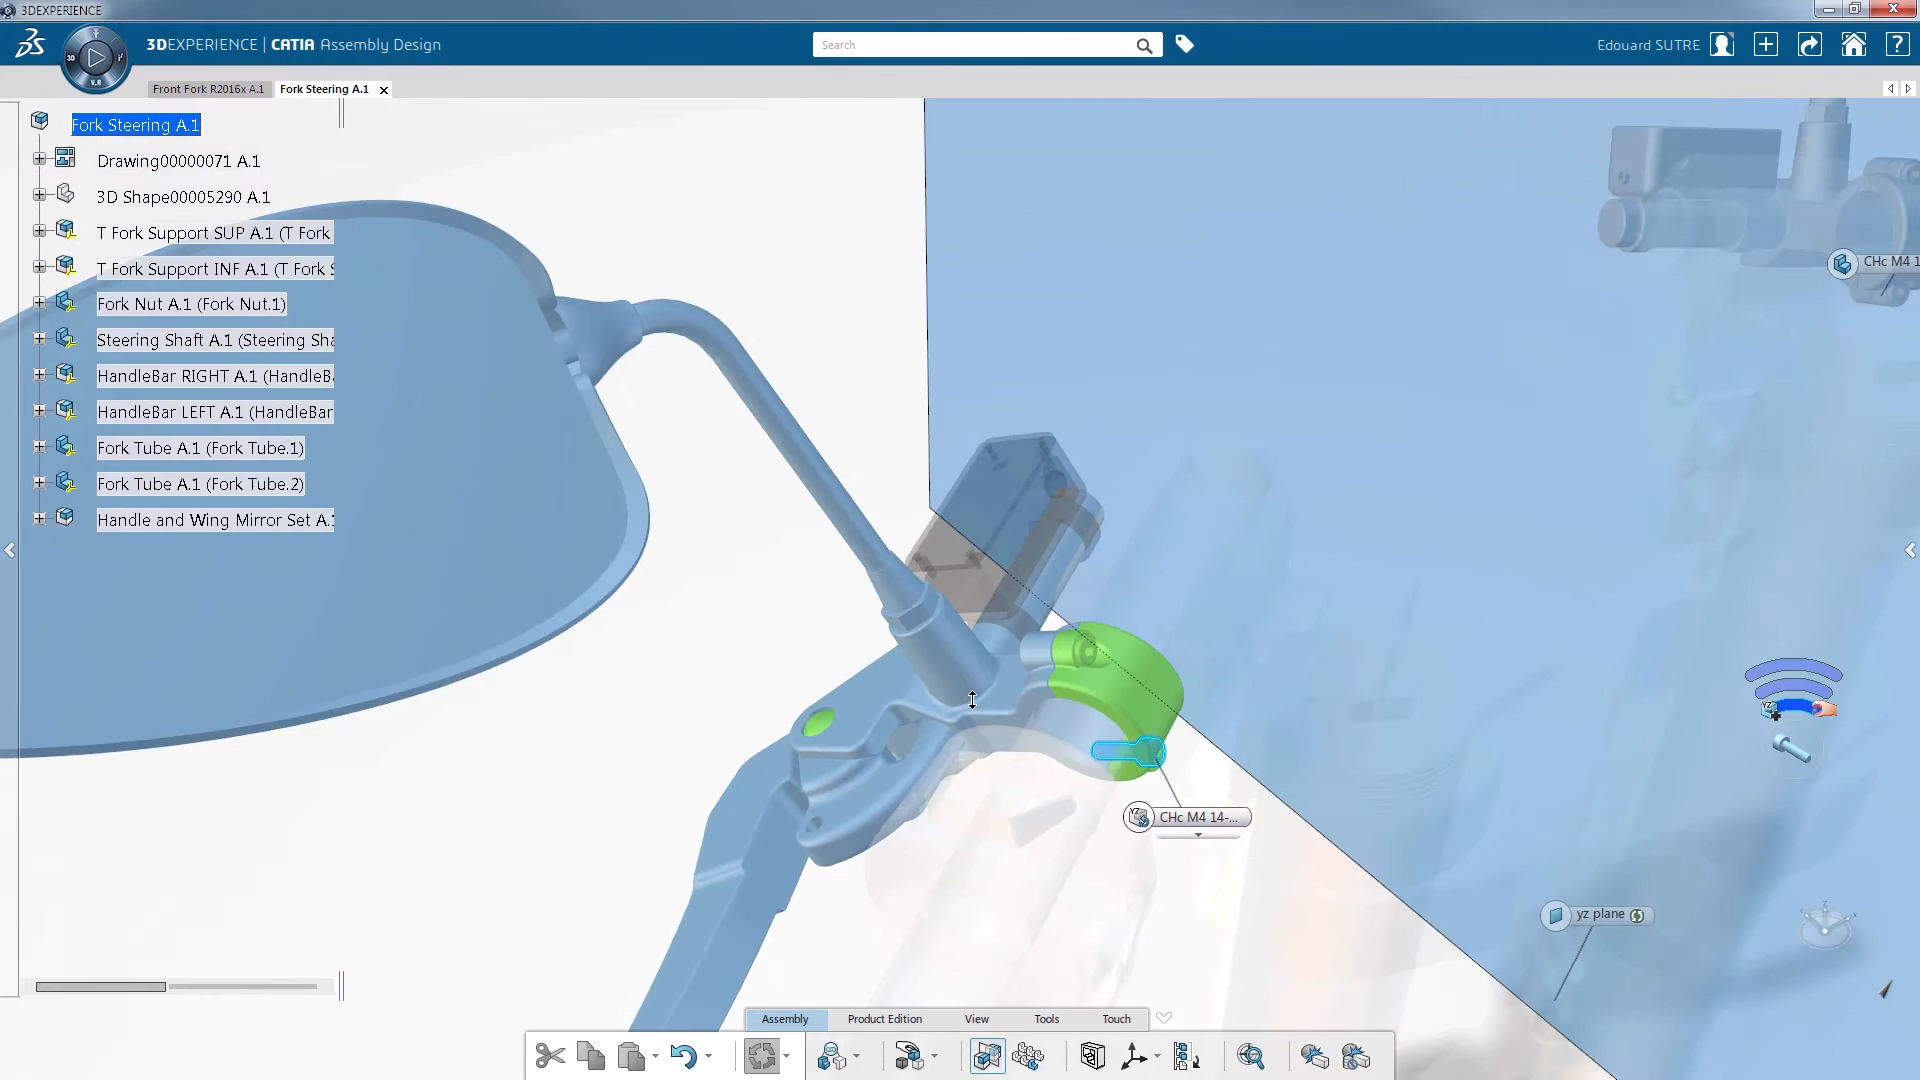 3DEXPERIENCE
3DEXPERIENCE | CATIA Assembly Design
Search
Edouard SUTRE
3D
V.R
Front Fork R2016x A.1
Fork Steering A.1
Fork Steering A.1
Drawing00000071 A.1
3D Shape00005290 A.1
T Fork Support SUP A.1 (T Fork
T Fork Support INF A.1 (T Fork S
Fork Nut A.1 (Fork Nut.1)
Steering Shaft A.1 (Steering Sha
HandleBar RIGHT A.1 (HandleBa
HandleBar LEFT A.1 (HandleBar
Fork Tube A.1 (Fork Tube.1)
Fork Tube A.1 (Fork Tube.2)
Handle and Wing Mirror Set A.1
CHc M4 1
YZ
YZ CHc M4 14-...
yz plane
Assembly
Product Edition
View
Tools
Touch